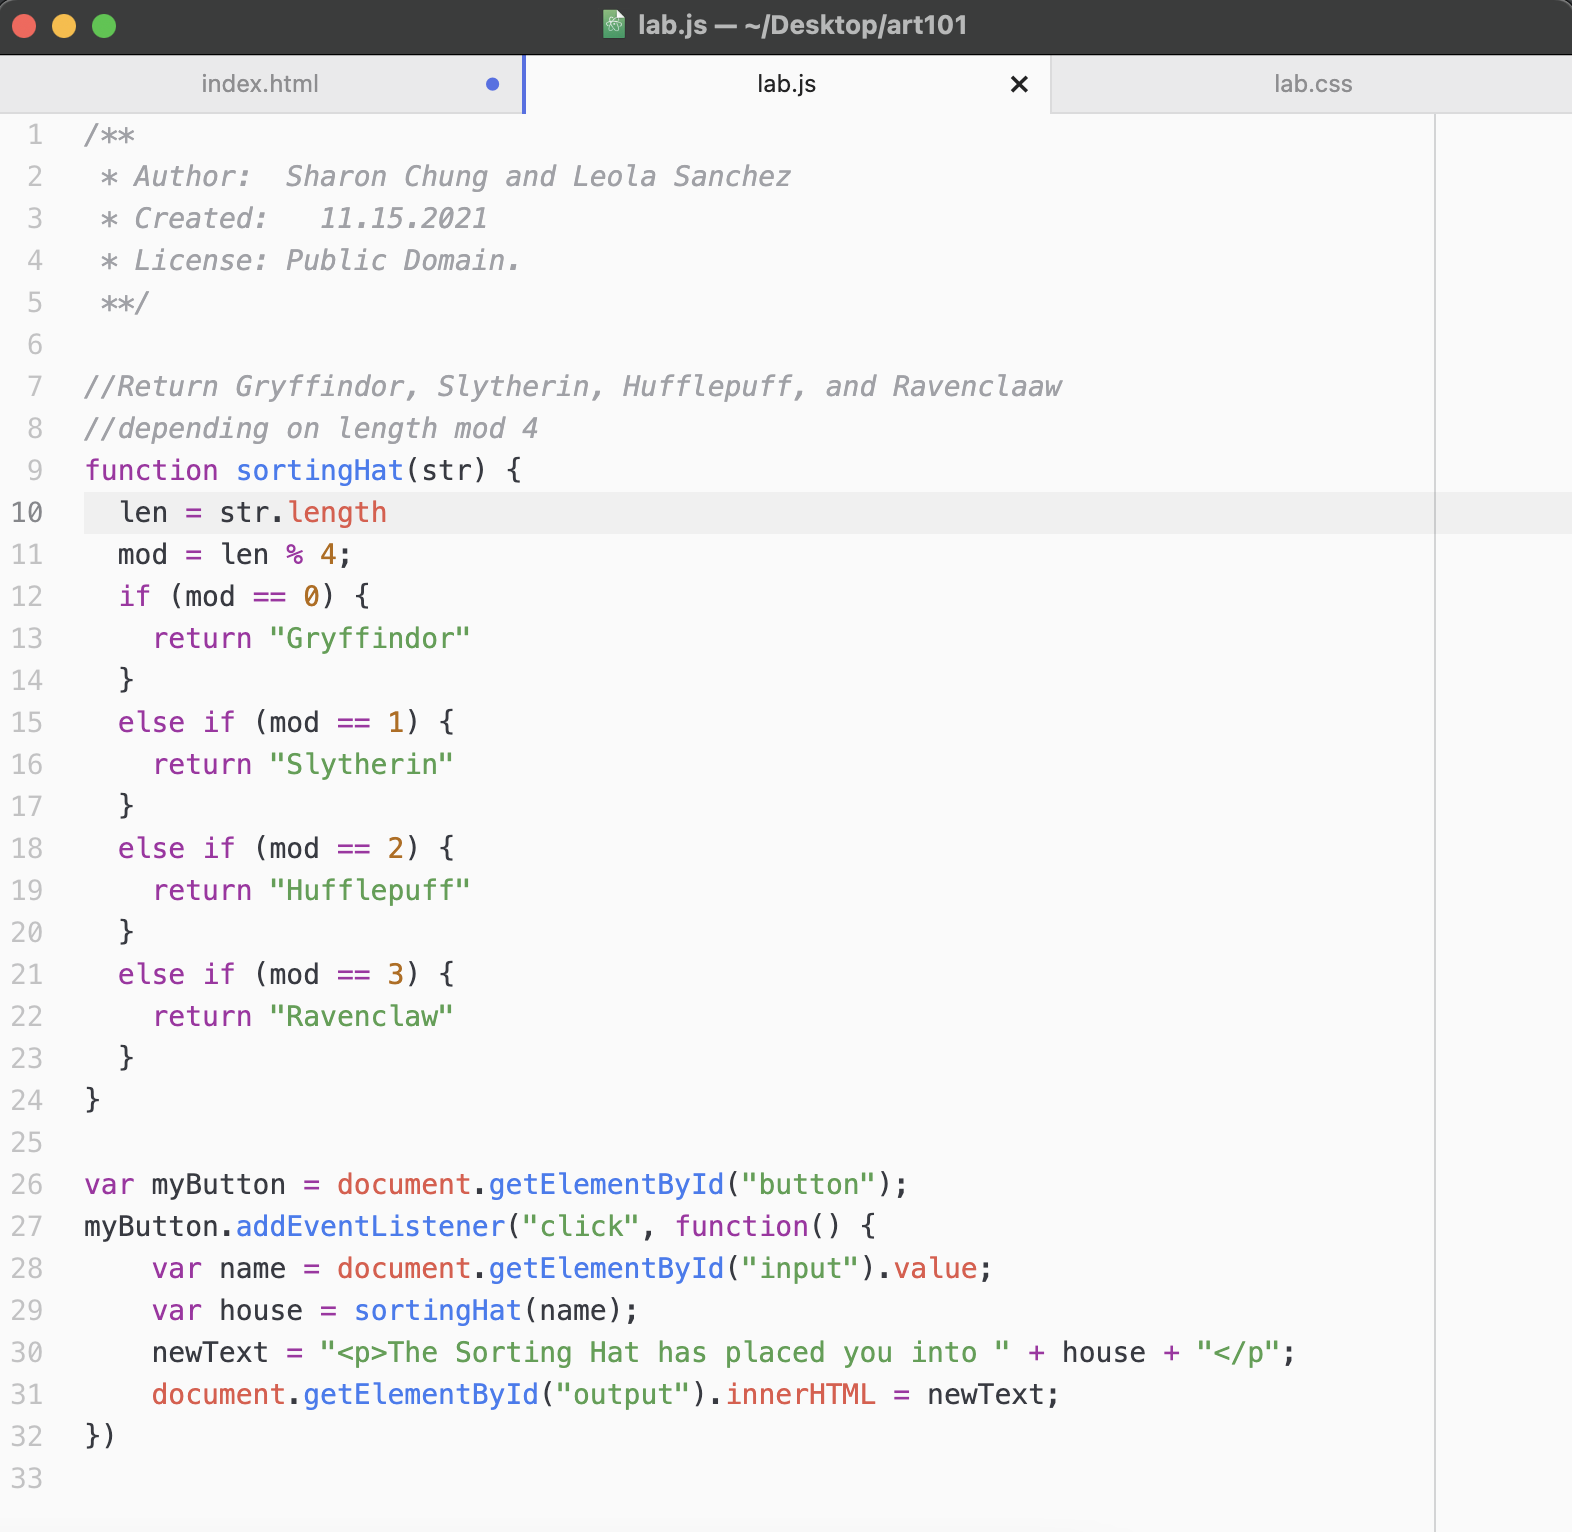 lab.js — ~/Desktop/art101
index.html lab.js lab.css
1 /**
2  * Author:  Sharon Chung and Leola Sanchez
3  * Created:   11.15.2021
4  * License: Public Domain.
5  **/
6
7 //Return Gryffindor, Slytherin, Hufflepuff, and Ravenclaaw
8 //depending on length mod 4
9 function sortingHat(str) {
10   len = str.length
11   mod = len % 4;
12   if (mod == 0) {
13     return "Gryffindor"
14   }
15   else if (mod == 1) {
16     return "Slytherin"
17   }
18   else if (mod == 2) {
19     return "Hufflepuff"
20   }
21   else if (mod == 3) {
22     return "Ravenclaw"
23   }
24 }
25
26 var myButton = document.getElementById("button");
27 myButton.addEventListener("click", function() {
28     var name = document.getElementById("input").value;
29     var house = sortingHat(name);
30     newText = "<p>The Sorting Hat has placed you into " + house + "</p";
31     document.getElementById("output").innerHTML = newText;
32 })
33